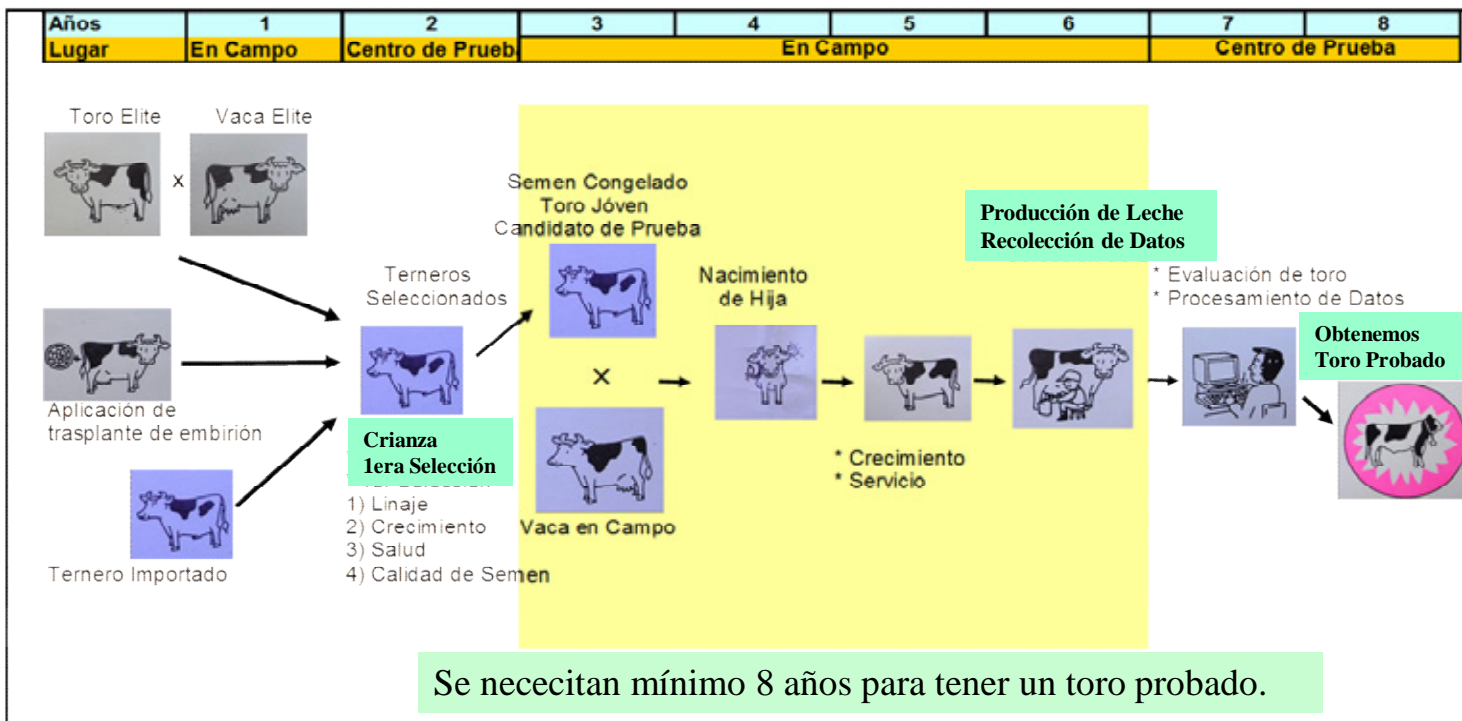 Años 1 2 3 4 5 6 7 8
Lugar En Campo Centro de Prueb En Campo Centro de Prueba
Toro Elite Vaca Elite
x
Semen Congelado
Toro Jóven
Candidato de Prueba
Producción de Leche
Recolección de Datos
Terneros
Seleccionados
Nacimiento
de Hija
* Evaluación de toro
* Procesamiento de Datos
Obtenemos
Toro Probado
x
Aplicación de
trasplante de embirión
Crianza
1era Selección
1) Linaje
2) Crecimiento
3) Salud
4) Calidad de Semen
* Crecimiento
* Servicio
Vaca en Campo
Ternero Importado
Se nececitan mínimo 8 años para tener un toro probado.